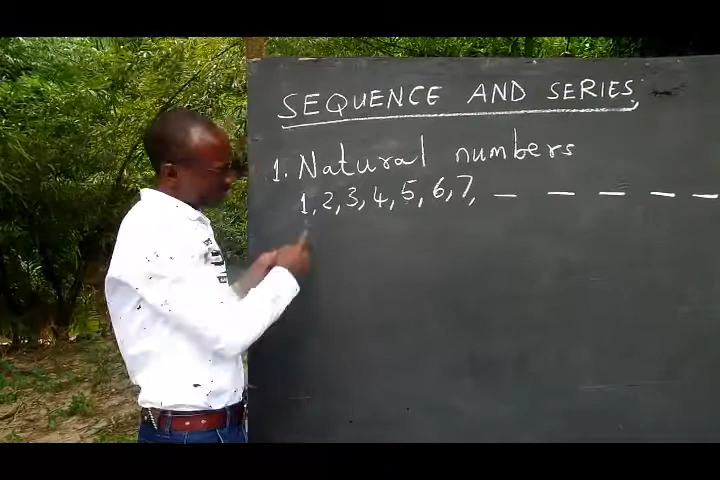 SEQUENCE AND SERIES
1. Natural numbers
1, 2, 3, 4, 5, 6, 7, _ _ _ _ _